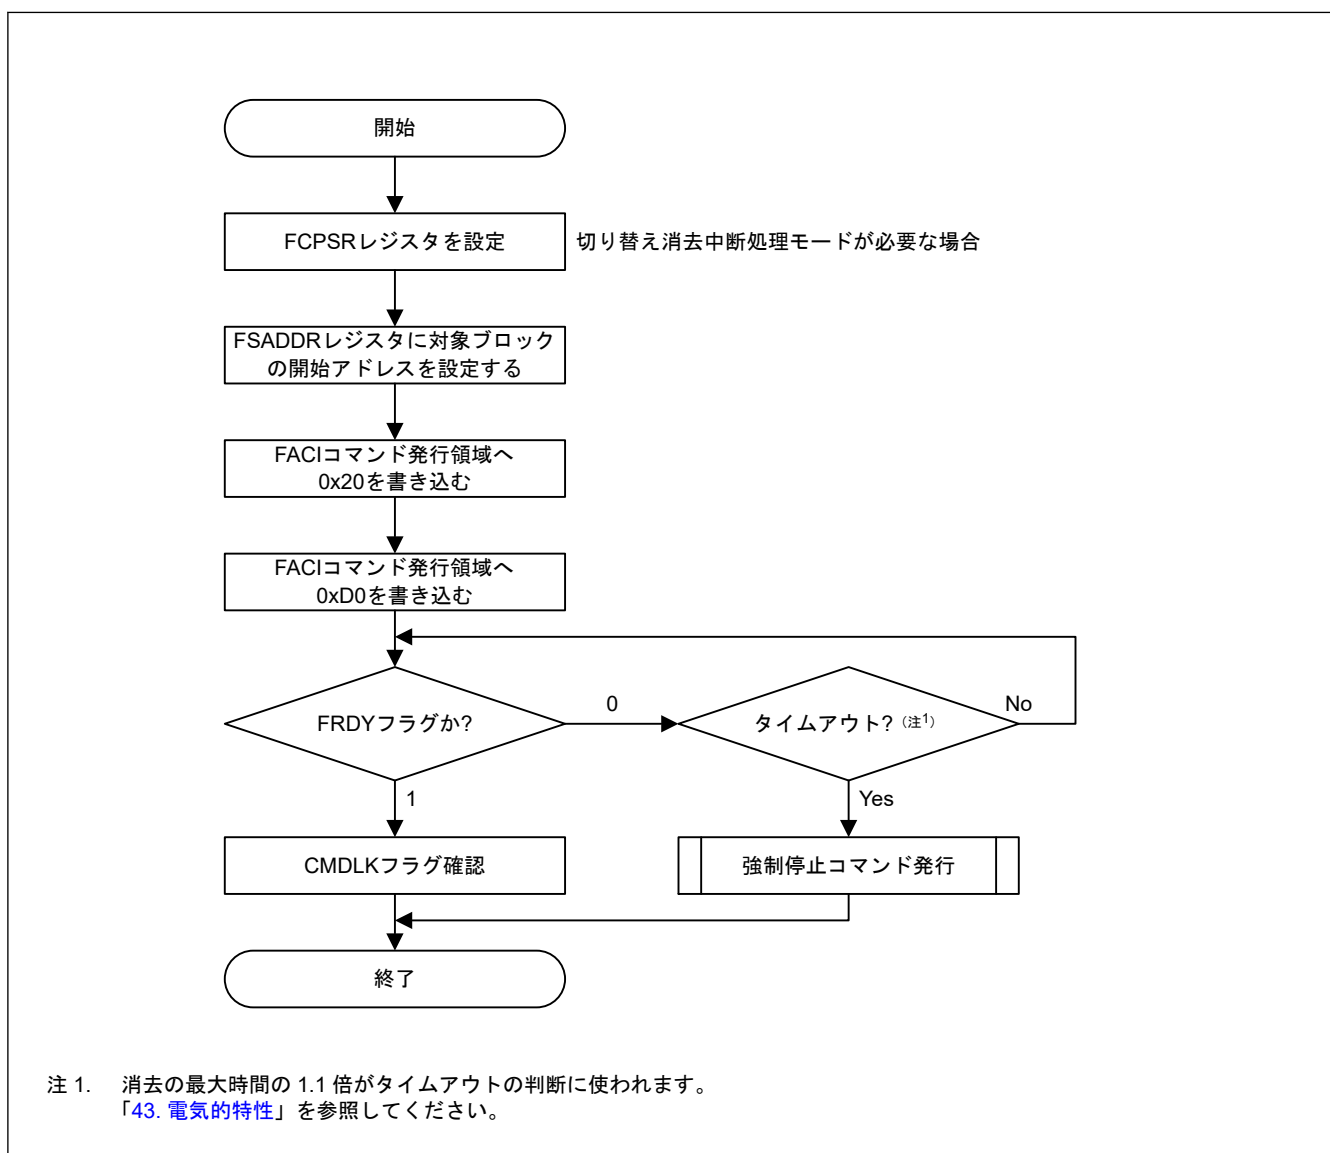 開始
FCPSRレジスタを設定
切り替え消去中断処理モードが必要な場合
FSADDRレジスタに対象ブロック
の開始アドレスを設定する
FACIコマンド発行領域へ
0x20を書き込む
FACIコマンド発行領域へ
0xD0を書き込む
FRDYフラグか?
0
タイムアウト? (注1)
No
1
Yes
CMDLKフラグ確認
強制停止コマンド発行
終了
注 1. 消去の最大時間の 1.1 倍がタイムアウトの判断に使われます。
「43. 電気的特性」を参照してください。